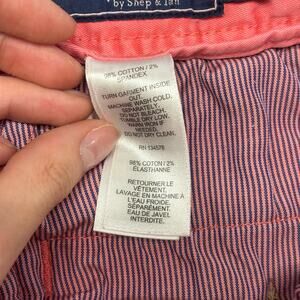 by Shep & Ian
98% COTTON / 2%
SPANDEX
TURN GARMENT INSIDE
OUT.
MACHINE WASH COLD,
SEPARATELY.
DO NOT BLEACH.
TUMBLE DRY LOW.
WARM IRON IF
NEEDED.
DO NOT DRY CLEAN.
RN 134576
98% COTON / 2%
ELASTHANNE
RETOURNER LE
VÊTEMENT.
LAVAGE EN MACHINE À
L'EAU FROIDE,
SÉPARÉMENT.
EAU DE JAVEL
INTERDITE.